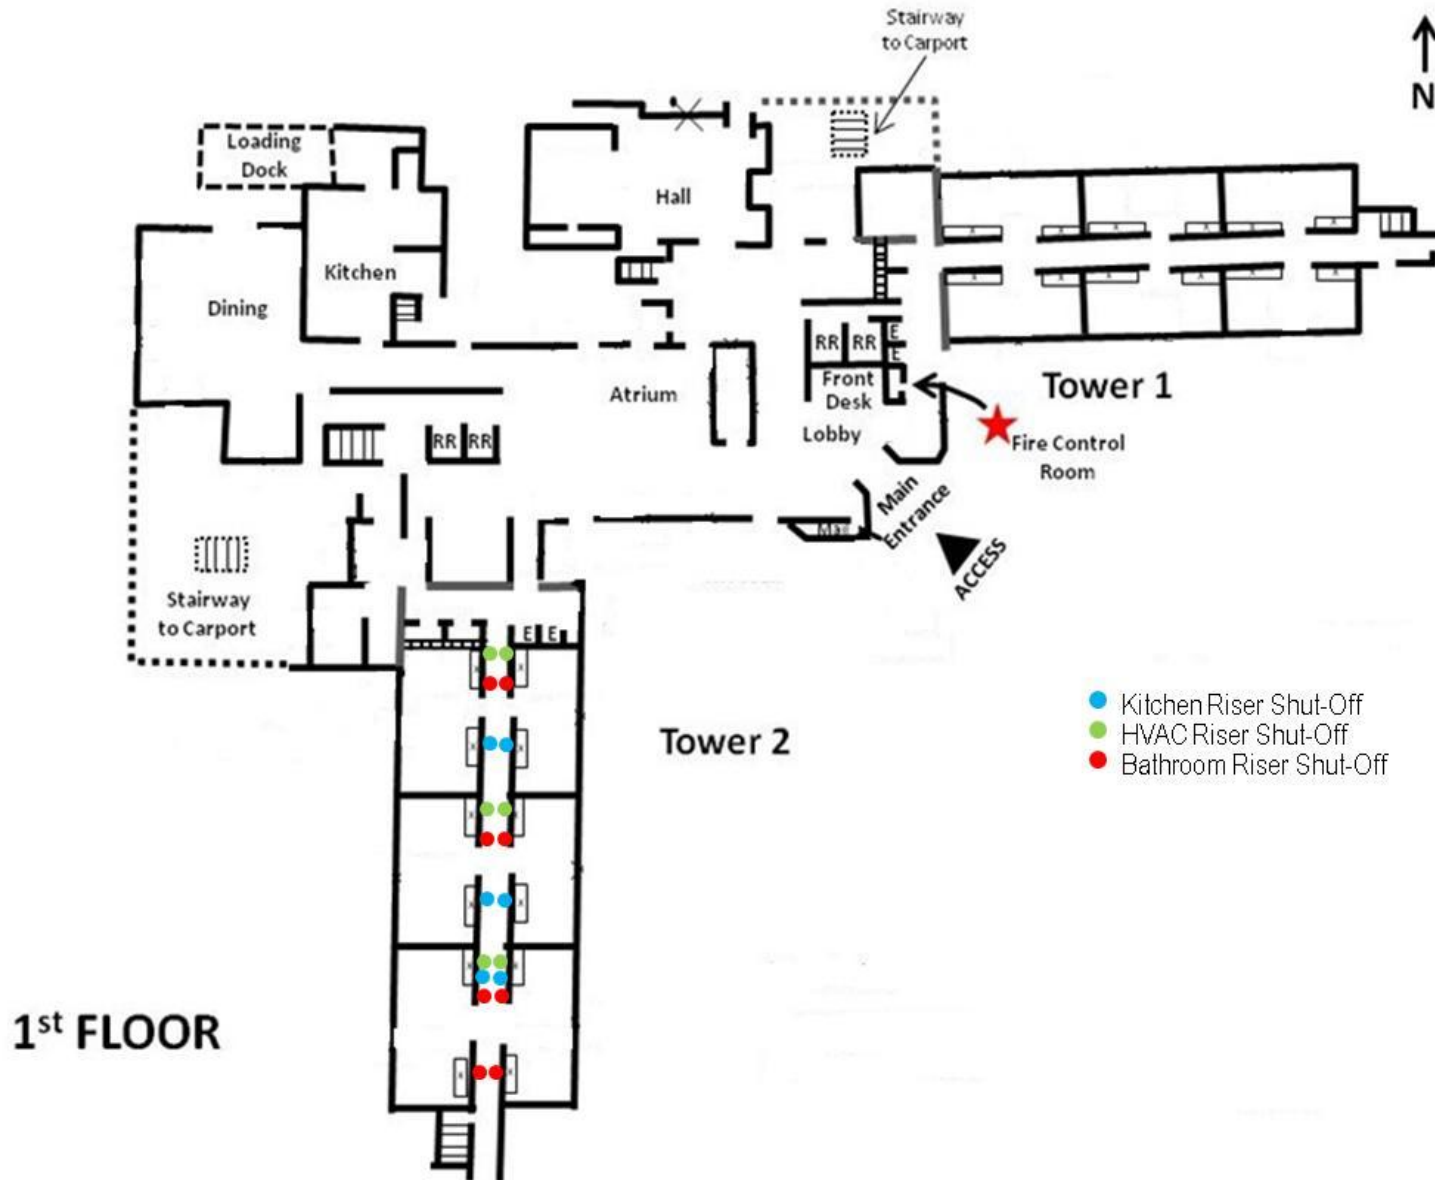 Stairway
to Carport
N
Loading
Dock
Hall
Kitchen
Dining
RR RR
E
E
Front
Desk
Atrium
Tower 1
Lobby
Fire Control
Room
RR RR
Main
Entrance
ACCESS
Stairway
to Carport
E E
Tower 2
Kitchen Riser Shut-Off
HVAC Riser Shut-Off
Bathroom Riser Shut-Off
1st FLOOR